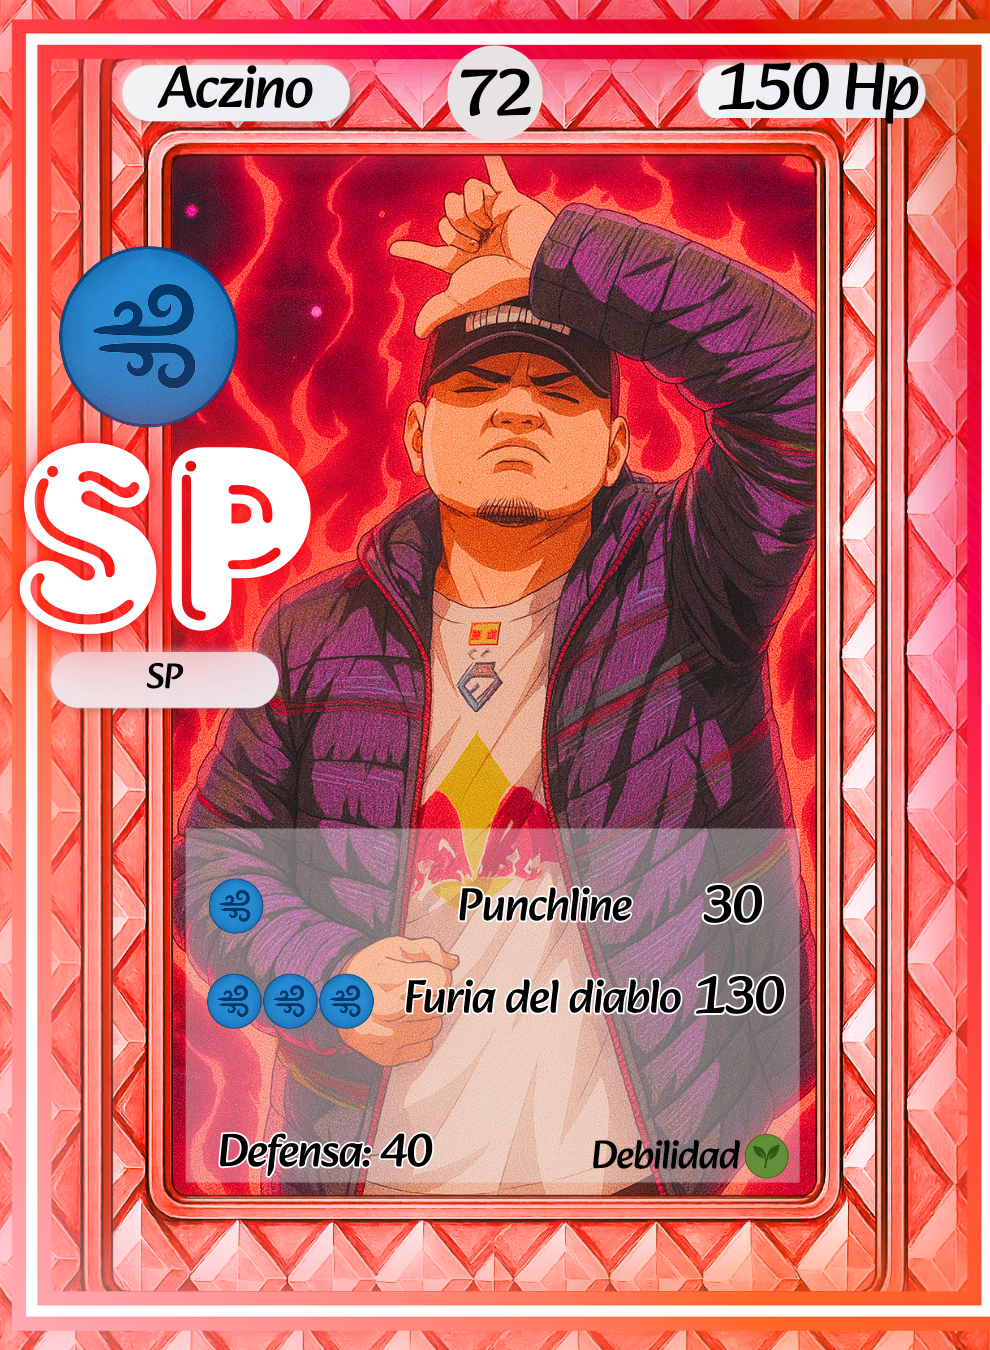 Aczino
72
150 Hp
SP
SP
Punchline 30
Furia del diablo 130
Defensa: 40
Debilidad